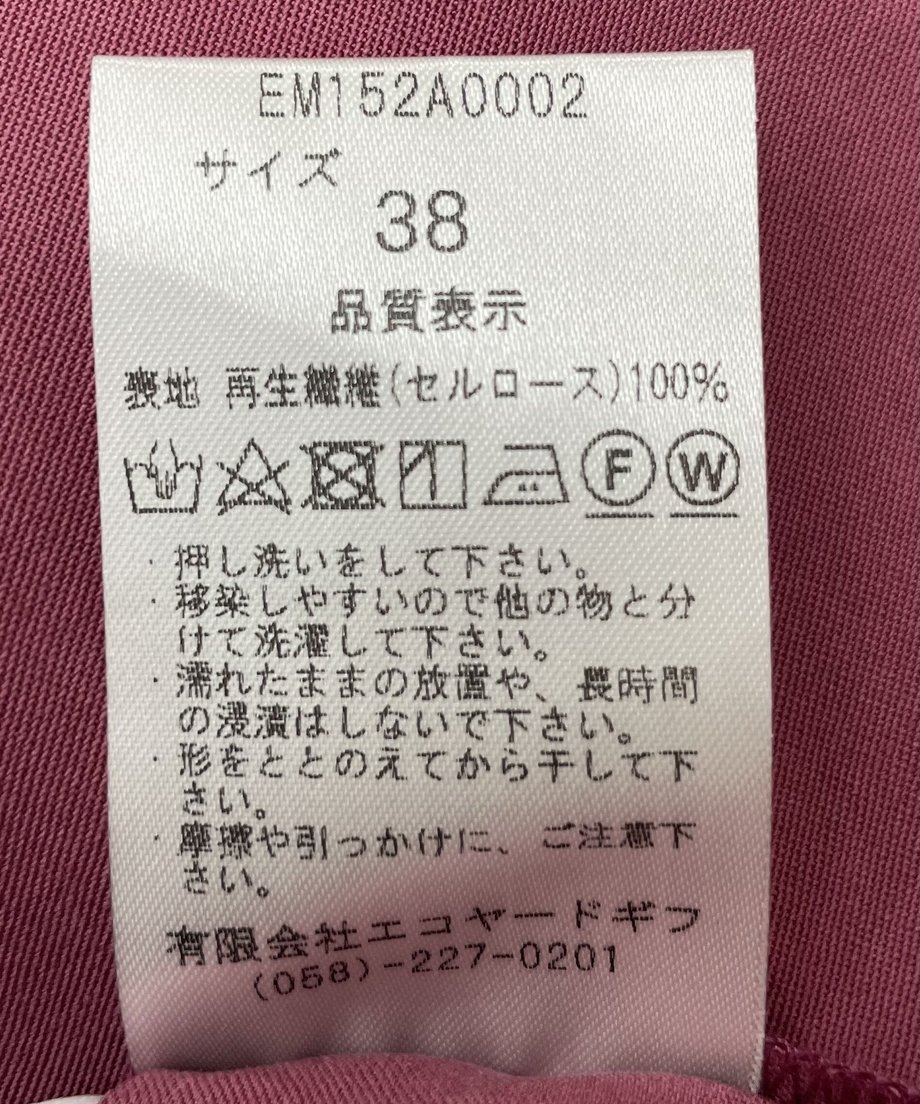 EM152A0002
サイズ
38
品質表示
表地 再生繊維(セルロース)100%
F W
・押し洗いをして下さい。
・移染しやすいので他の物と分
けて洗濯して下さい。
・濡れたままの放置や、長時間
の浸漬はしないで下さい。
・形をととのえてから干して下
さい。
・摩擦や引っかけに、ご注意下
さい。
有限会社エコヤードギフ
(058)-227-0201